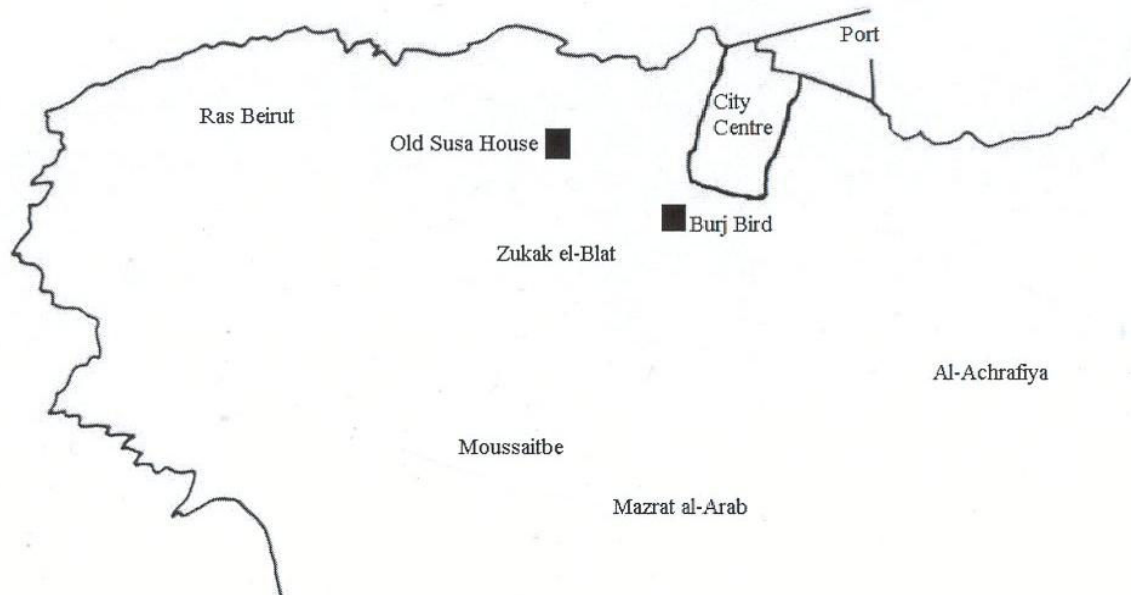 Port
City
Centre
Ras Beirut
Old Susa House
Burj Bird
Zukak el-Blat
Al-Achrafiya
Moussaitbe
Mazrat al-Arab